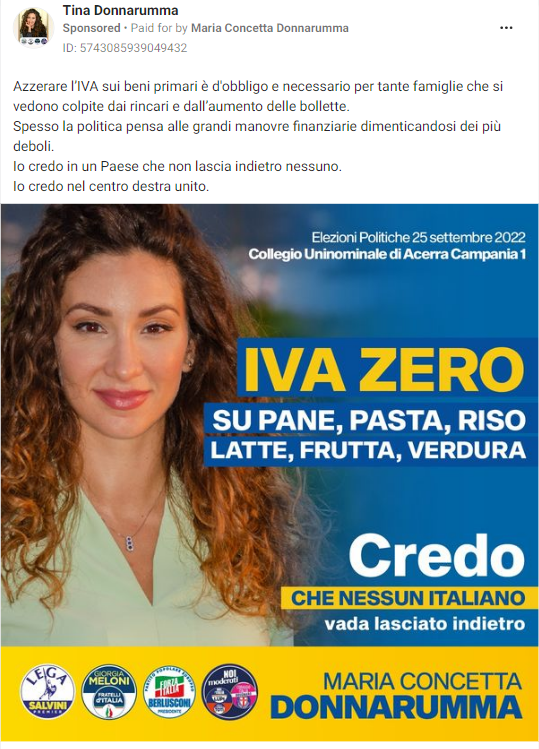 Tina Donnarumma
Sponsored • Paid for by Maria Concetta Donnarumma
ID: 5743085939049432
Azzerare l'IVA sui beni primari è d'obbligo e necessario per tante famiglie che si
vedono colpite dai rincari e dall'aumento delle bollette.
Spesso la politica pensa alle grandi manovre finanziarie dimenticandosi dei più
deboli.
Io credo in un Paese che non lascia indietro nessuno.
Io credo nel centro destra unito.
Elezioni Politiche 25 settembre 2022
Collegio Uninominale di Acerra Campania 1
IVA ZERO
SU PANE, PASTA, RISO
LATTE, FRUTTA, VERDURA
Credo
CHE NESSUN ITALIANO
vada lasciato indietro
LEGA
SALVINI
PREMIER
GIORGIA
MELONI
FRATELLI
d'ITALIA
FORZA
ITALIA
BERLUSCONI
PRESIDENTE
NOI
moderati
MARIA CONCETTA
DONNARUMMA